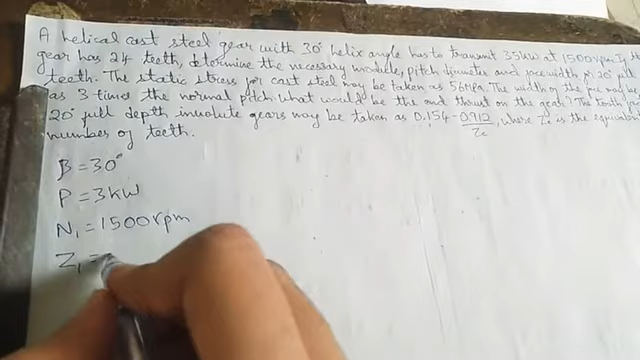 A helical cast steel gear with 30° helix angle has to transmit 35kW at 1500rpm. If the
gear has 24 teeth, determine the necessary module, pitch diameter and face width for 20° full
teeth. The static stress for cast steel may be taken as 56MPa. The width of the face may be
as 3 times the normal pitch. what would be the end thrust on the gear? The tooth for
20° full depth involute gears may be taken as 0.154-0.912/Ze, where Ze is the equivalent
number of teeth.
β = 30°
P = 3kW
N₁ = 1500rpm
Z₁ =